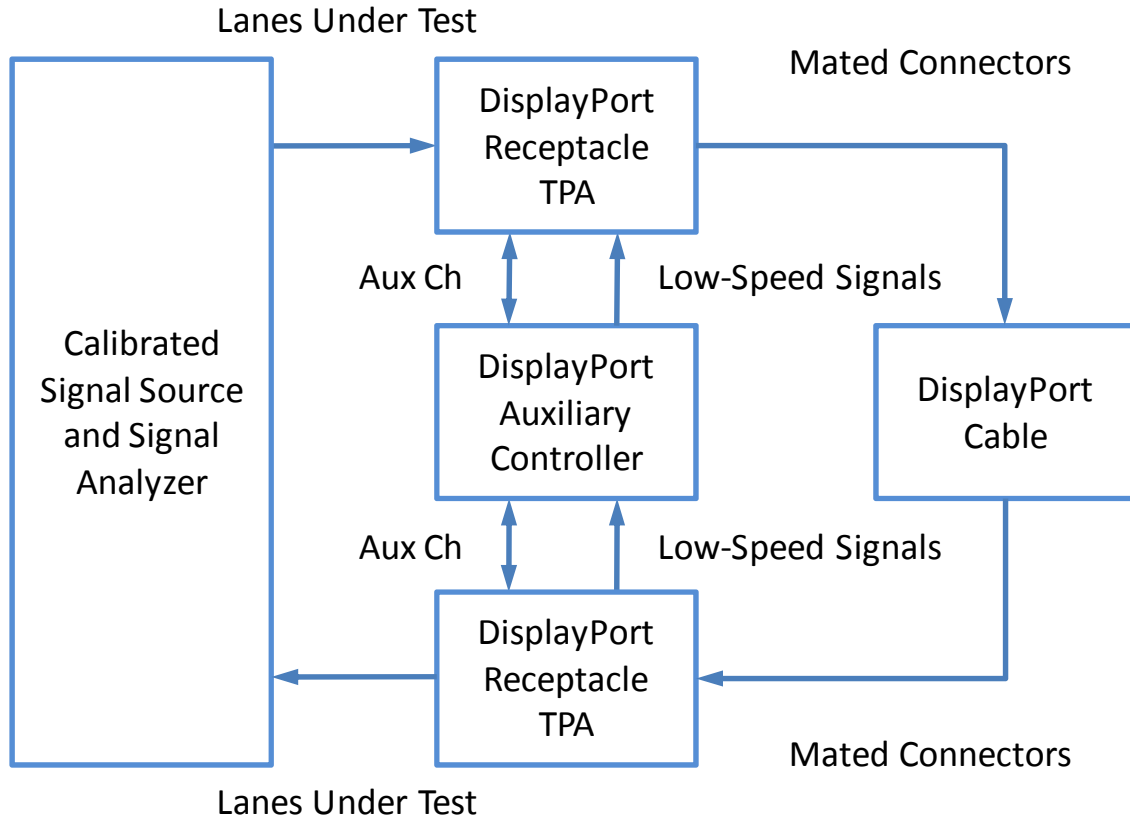 Lanes Under Test
Mated Connectors
DisplayPort
Receptacle
TPA
Aux Ch
Low-Speed Signals
Calibrated
Signal Source
and Signal
Analyzer
DisplayPort
Auxiliary
Controller
DisplayPort
Cable
Aux Ch
Low-Speed Signals
DisplayPort
Receptacle
TPA
Mated Connectors
Lanes Under Test